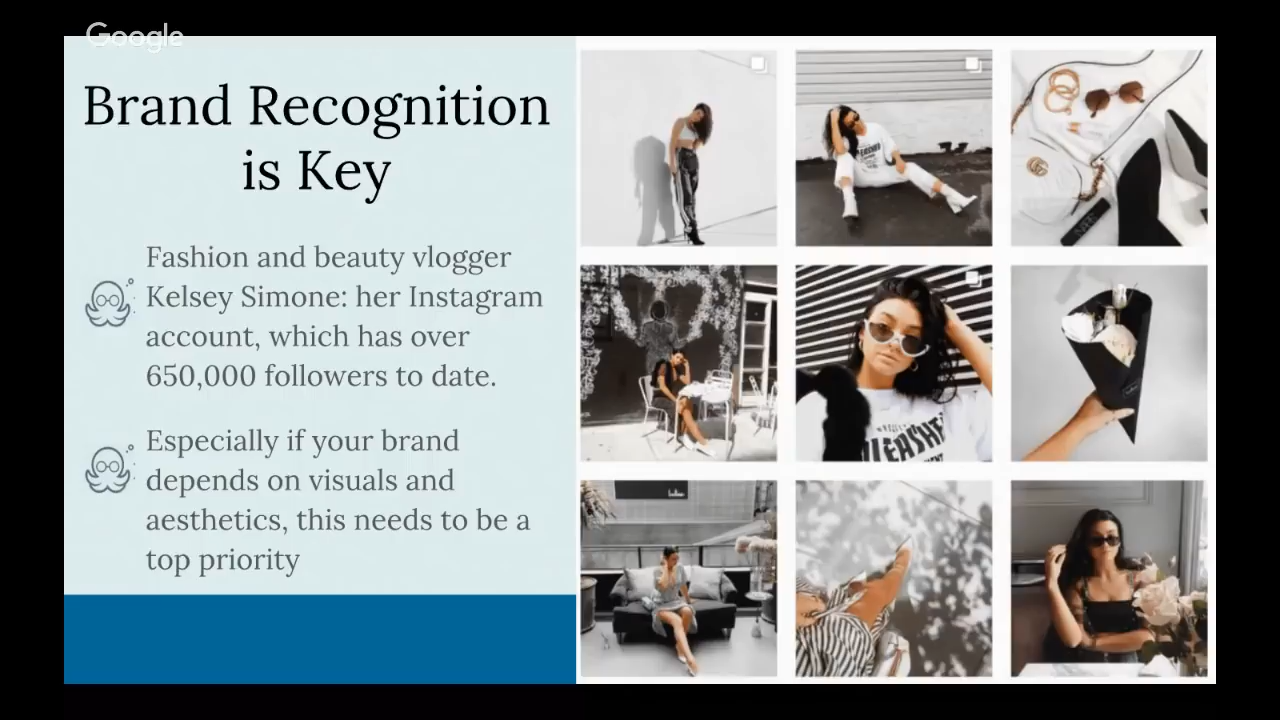 Google
Brand Recognition
is Key
Fashion and beauty vlogger
Kelsey Simone: her Instagram
account, which has over
650,000 followers to date.
Especially if your brand
depends on visuals and
aesthetics, this needs to be a
top priority